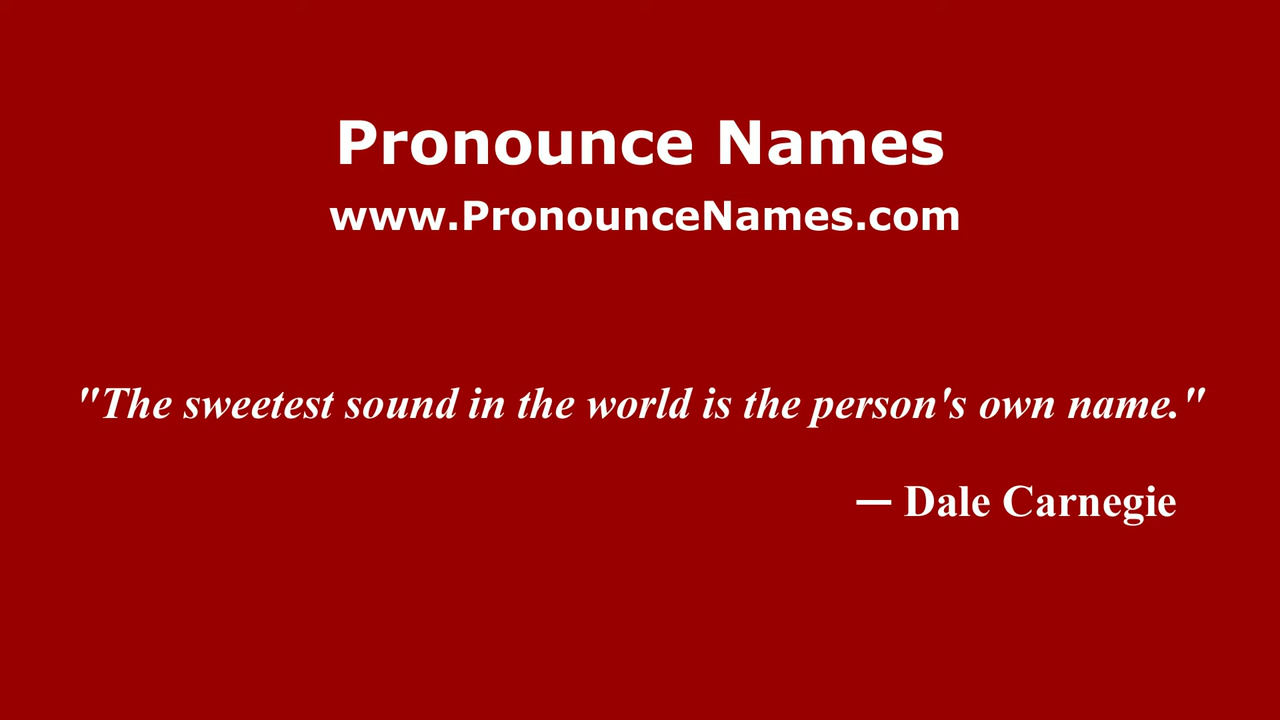 Pronounce Names
www.PronounceNames.com
"The sweetest sound in the world is the person's own name."
— Dale Carnegie